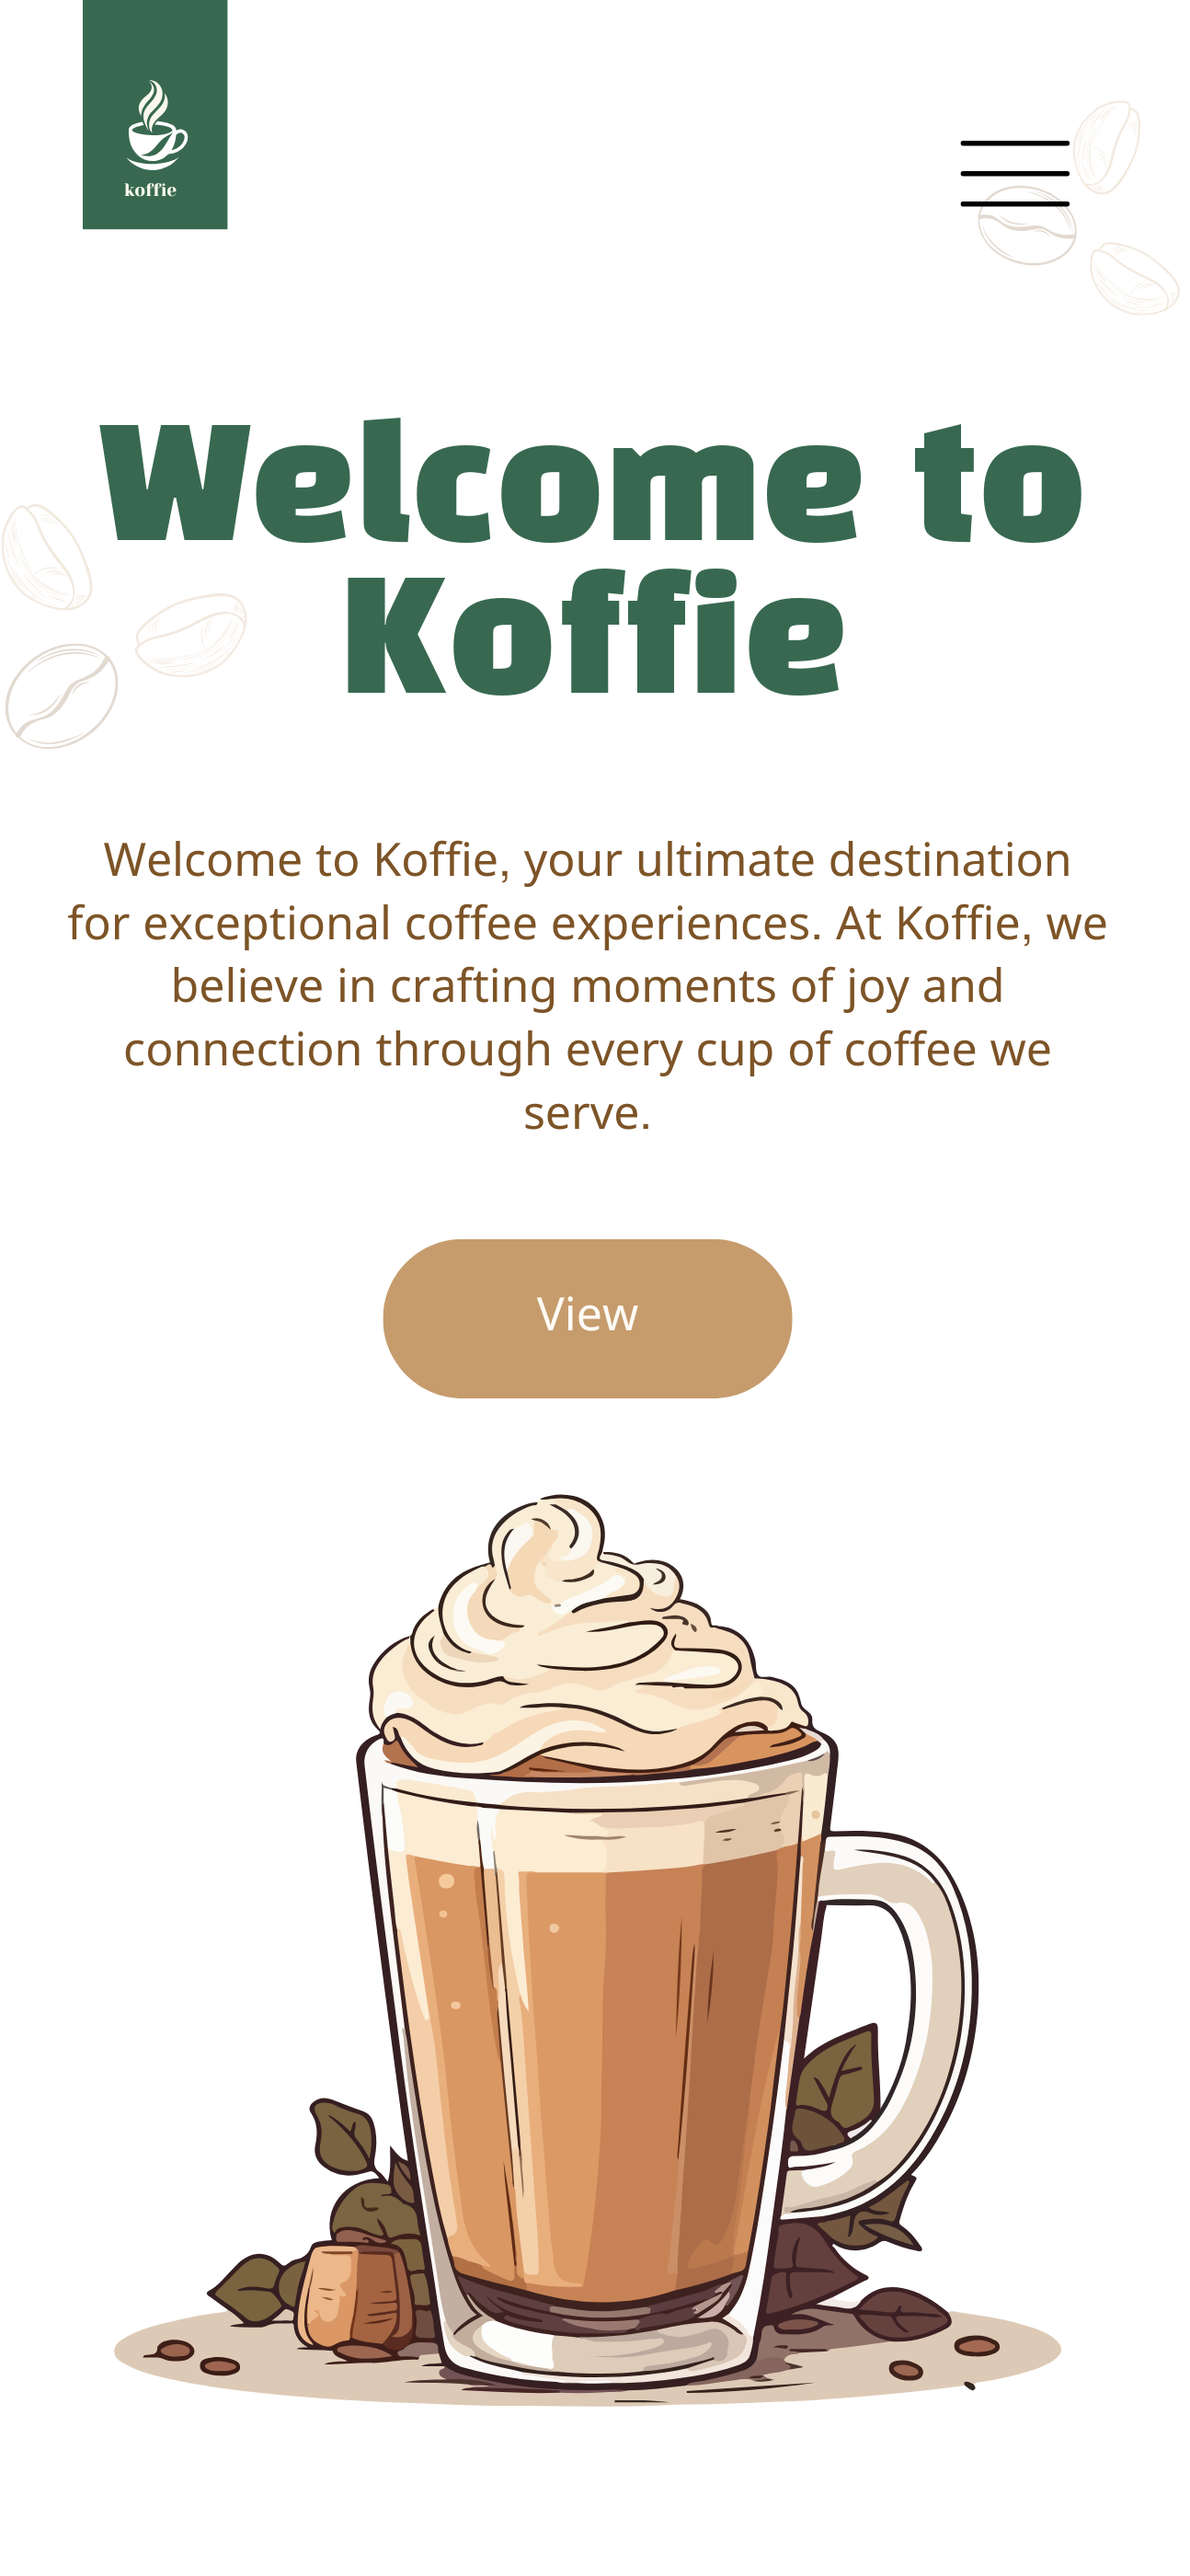 koffie
Welcome to
Koffie
Welcome to Koffie, your ultimate destination
for exceptional coffee experiences. At Koffie, we
believe in crafting moments of joy and
connection through every cup of coffee we
serve.
View